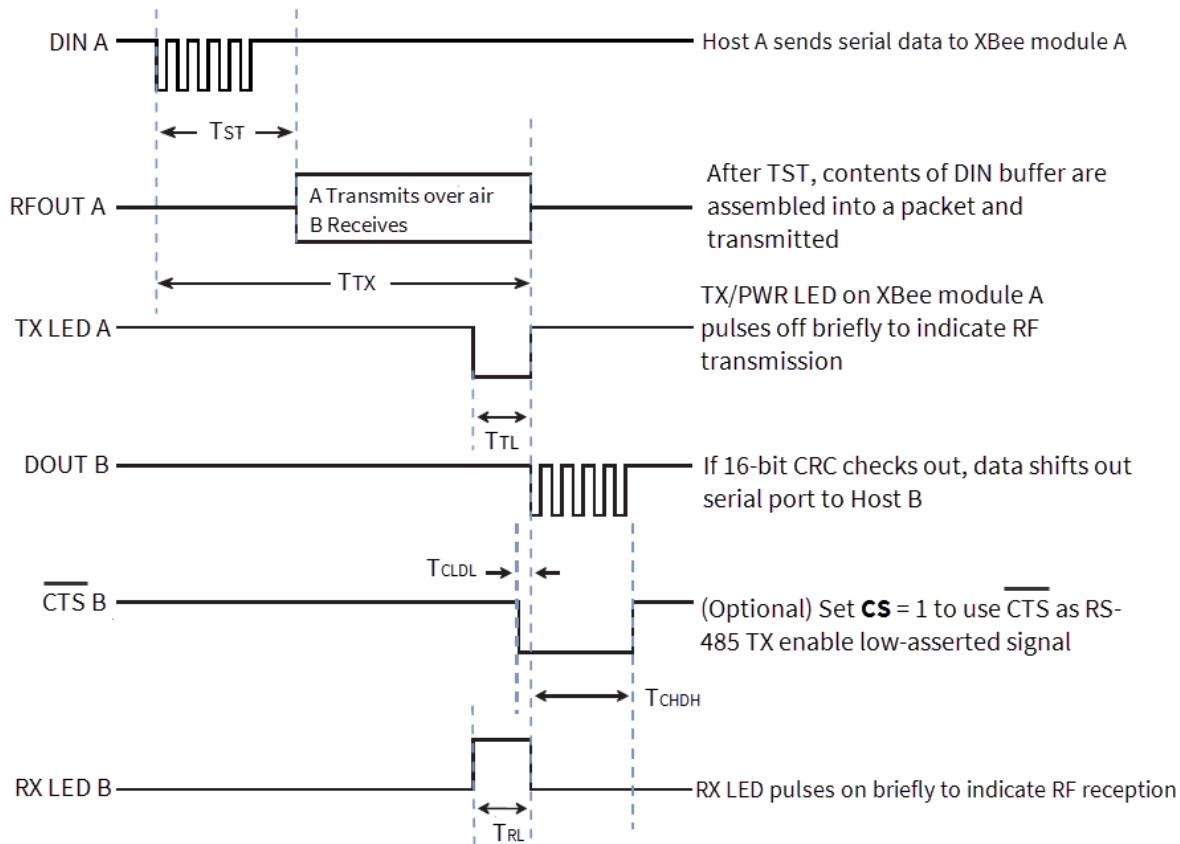 DIN A
Host A sends serial data to XBee module A
TST
RFOUT A
A Transmits over air
B Receives
After TST, contents of DIN buffer are
assembled into a packet and
transmitted
TTX
TX LED A
TX/PWR LED on XBee module A
pulses off briefly to indicate RF
transmission
TTL
DOUT B
If 16-bit CRC checks out, data shifts out
serial port to Host B
TCLDL
CTS B
(Optional) Set CS = 1 to use CTS as RS-
485 TX enable low-asserted signal
TCHDH
RX LED B
RX LED pulses on briefly to indicate RF reception
TRL